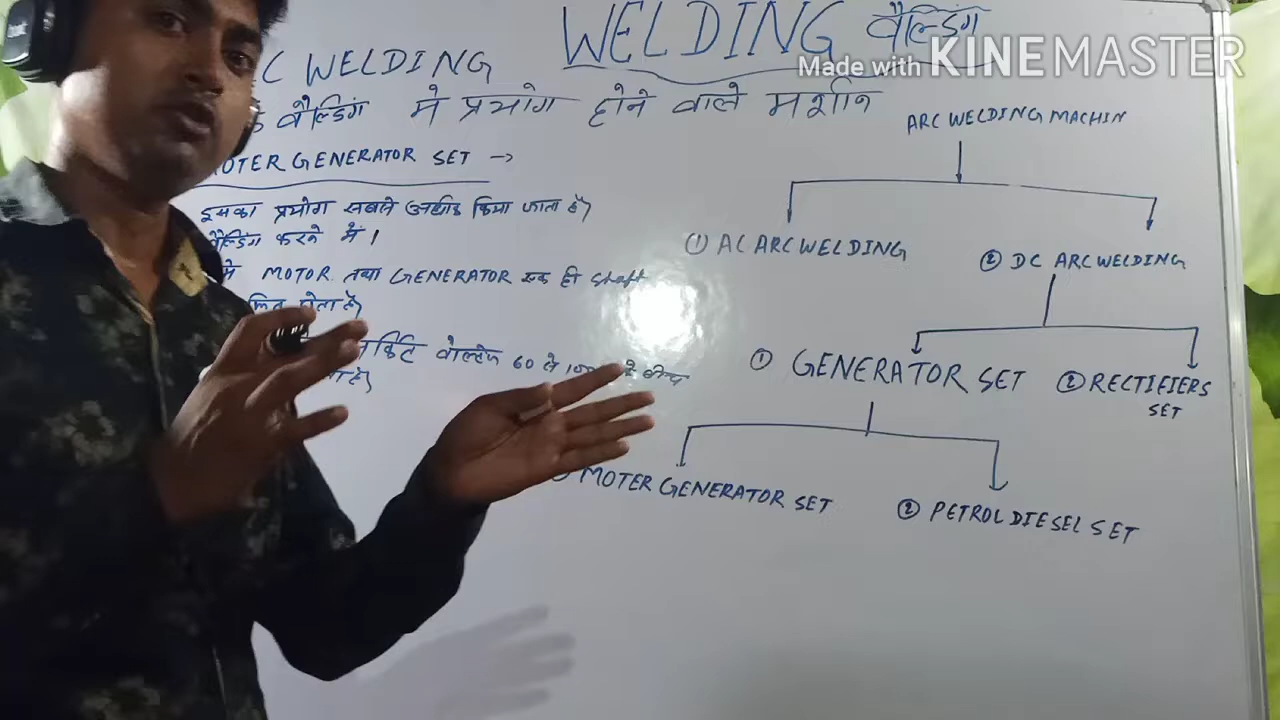 WELDING वैल्डिंग
Made with KINEMASTER
C WELDING
वैल्डिंग मे प्रयोग होने वाले मशीन
OTER GENERATOR SET →
इसका प्रयोग सबसे अधिक किया जाता है
वैल्डिंग करने में।
मे MOTOR तथा GENERATOR एक ही Shaft
होता है
वोल्टेज 60 से
ARC WELDING MACHIN
① AC ARC WELDING
② DC ARC WELDING
① GENERATOR SET
② RECTIFIERS
SET
MOTER GENERATOR SET
② PETROL DIESEL SET